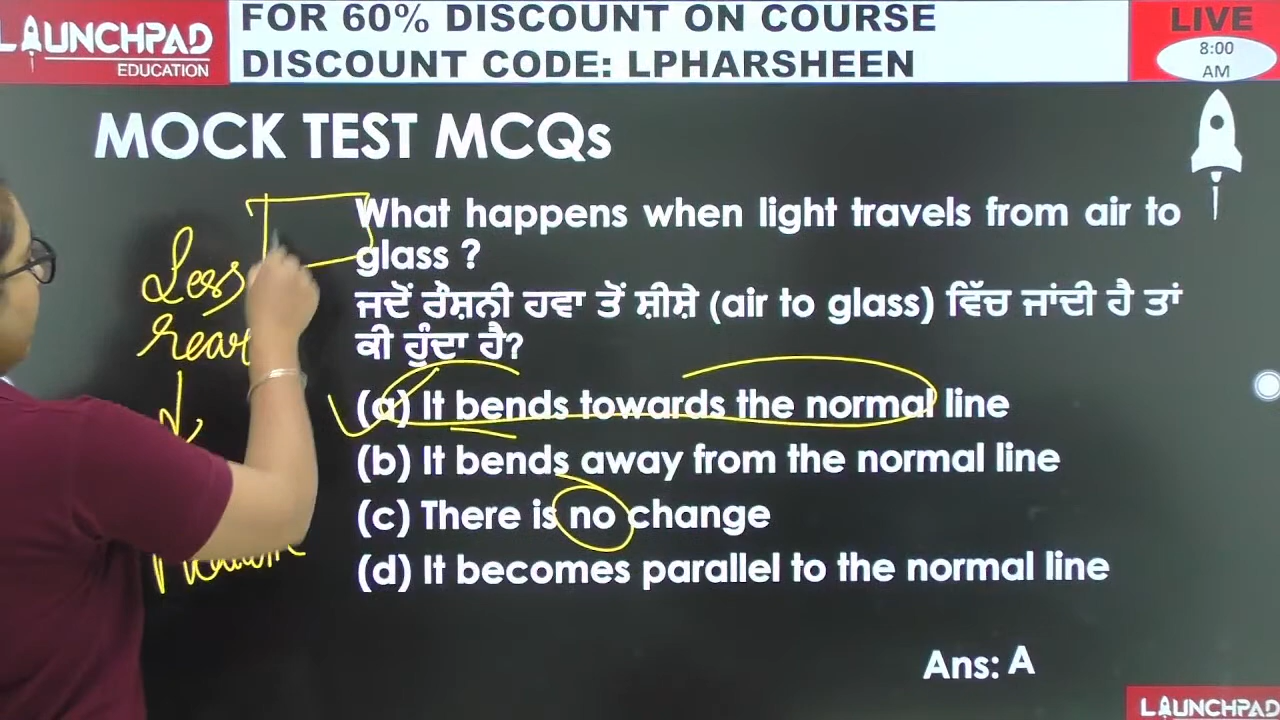 LAUNCHPAD
EDUCATION
FOR 60% DISCOUNT ON COURSE
DISCOUNT CODE: LPHARSHEEN
LIVE
8:00
AM
MOCK TEST MCQs
What happens when light travels from air to
glass ?
ਜਦੋਂ ਰੌਸ਼ਨੀ ਹਵਾ ਤੋਂ ਸ਼ੀਸ਼ੇ (air to glass) ਵਿੱਚ ਜਾਂਦੀ ਹੈ ਤਾਂ
ਕੀ ਹੁੰਦਾ ਹੈ?
(a) It bends towards the normal line
(b) It bends away from the normal line
(c) There is no change
(d) It becomes parallel to the normal line
Ans: A
Less
LAUNCHPAD